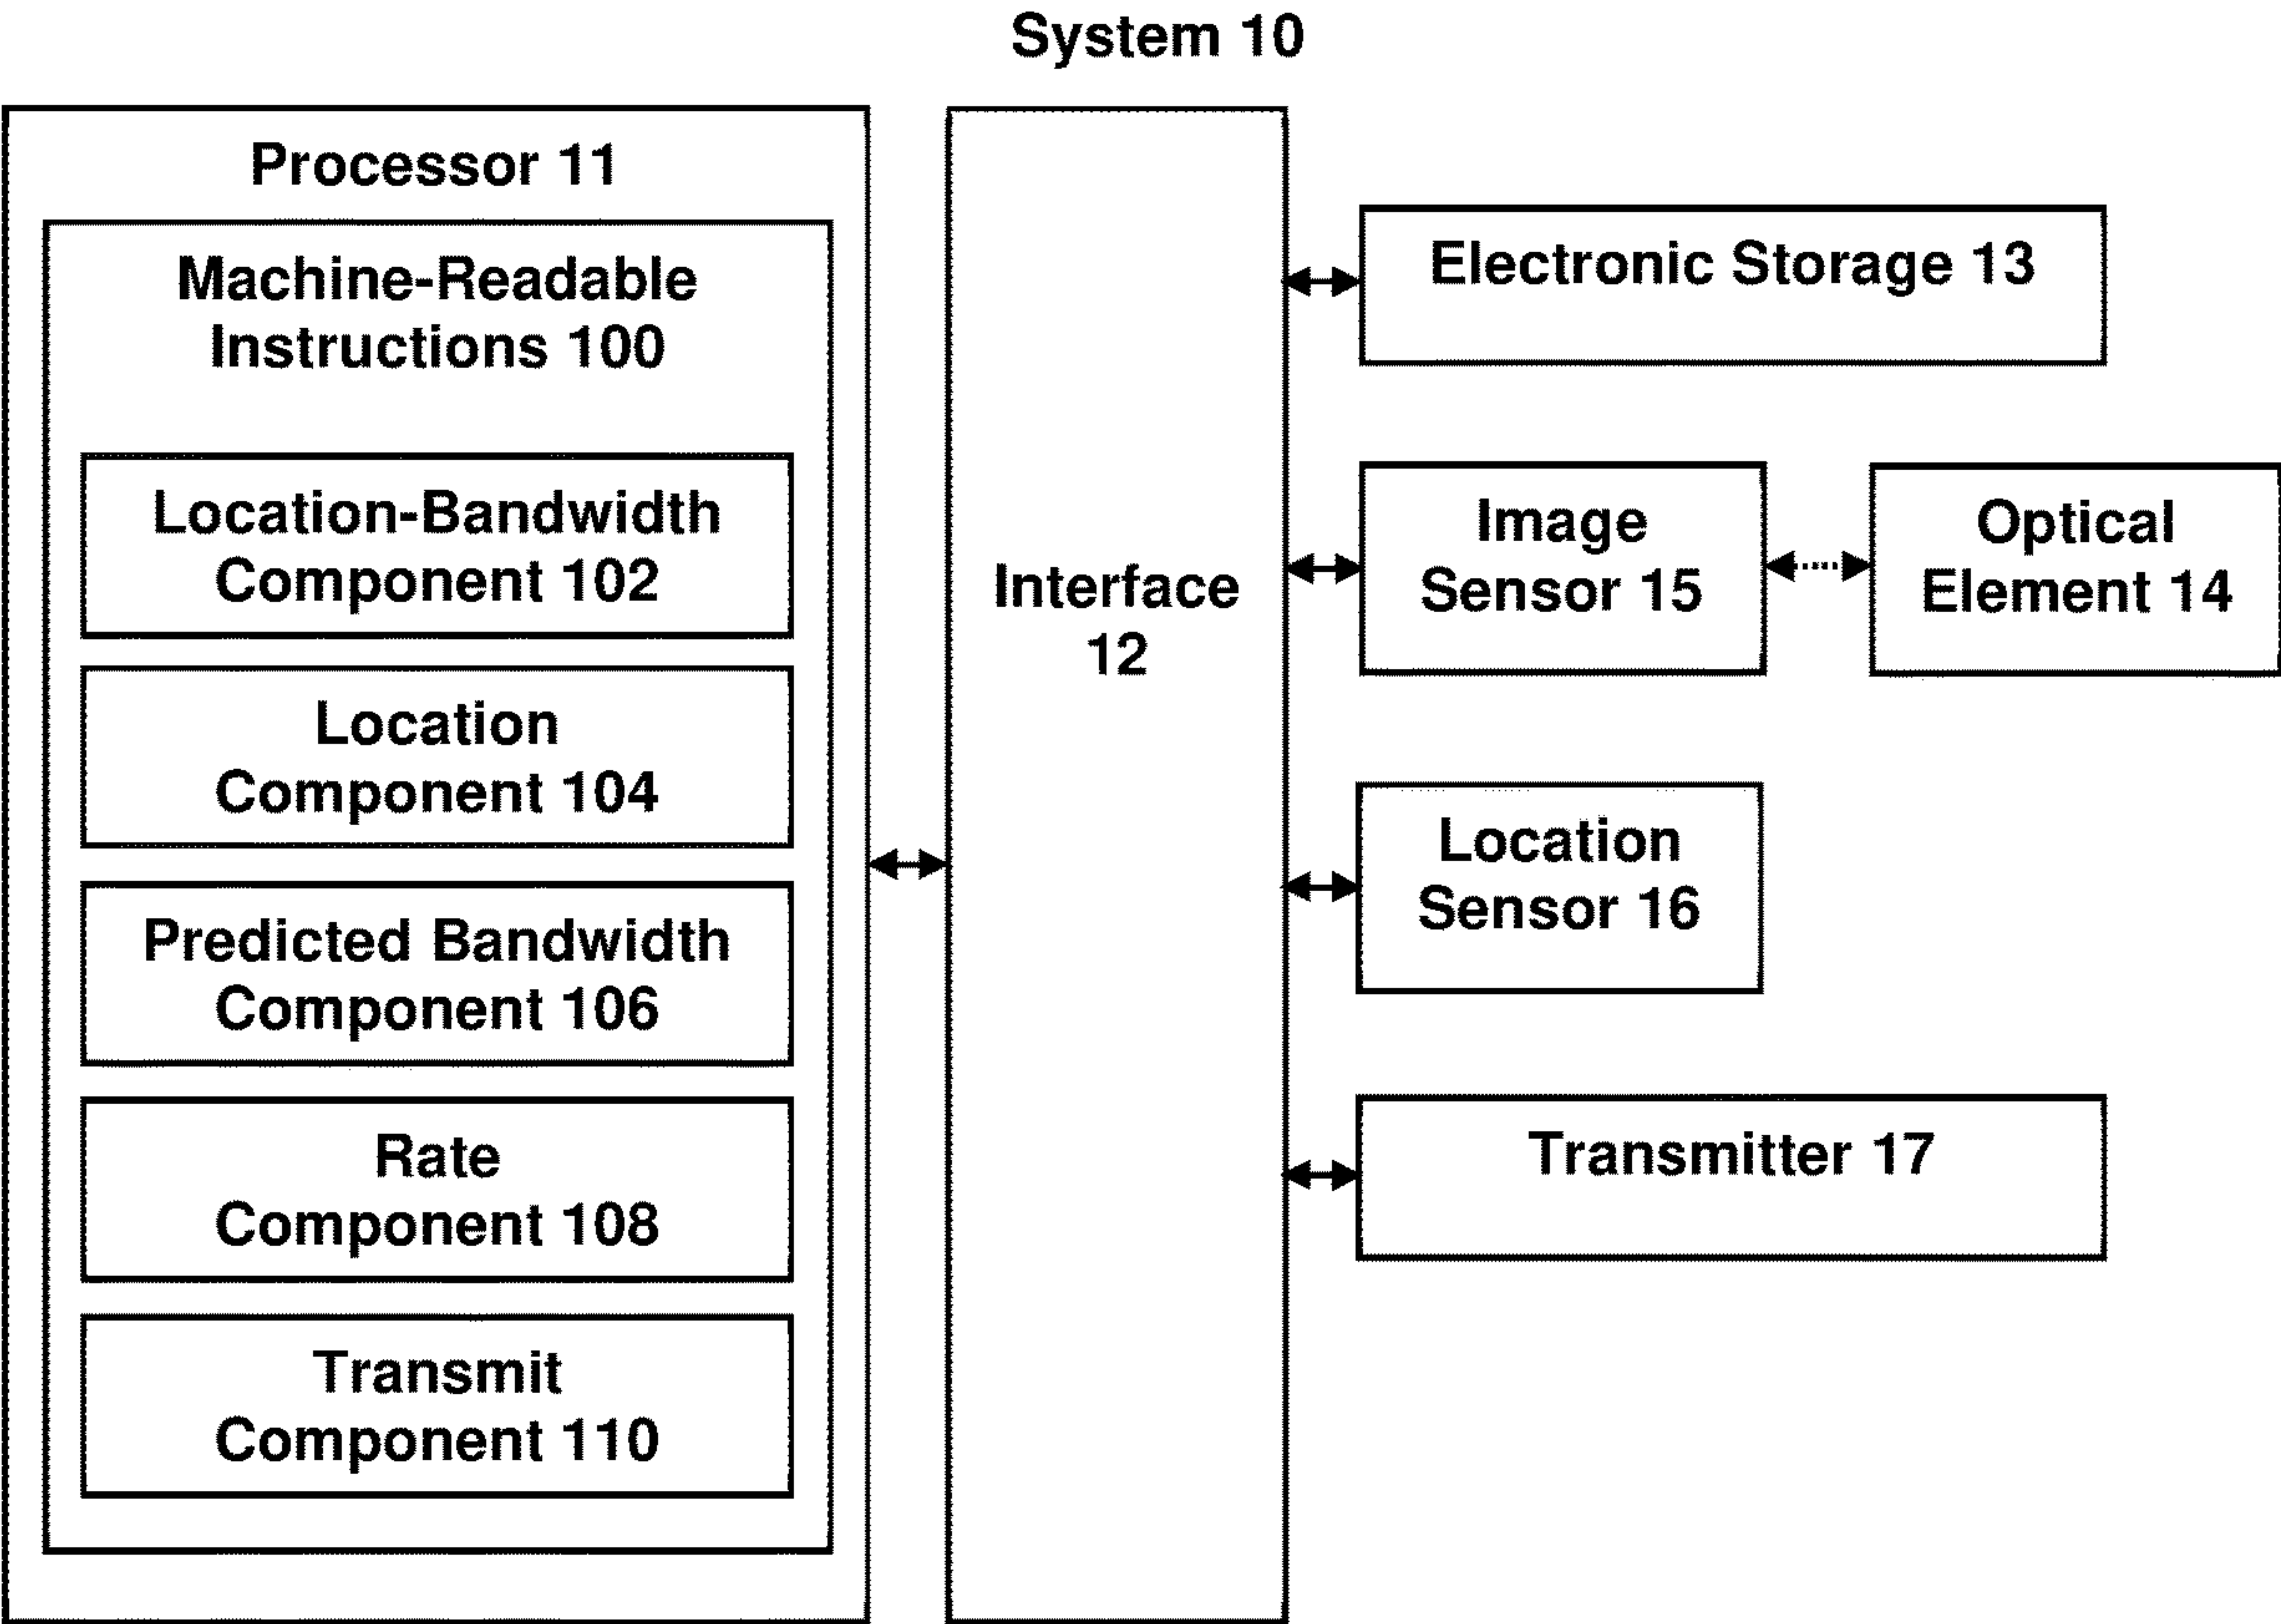 System 10
Processor 11
Machine-Readable
Instructions 100
Location-Bandwidth
Component 102
Location
Component 104
Predicted Bandwidth
Component 106
Rate
Component 108
Transmit
Component 110
Interface
12
Electronic Storage 13
Image
Sensor 15
Optical
Element 14
Location
Sensor 16
Transmitter 17